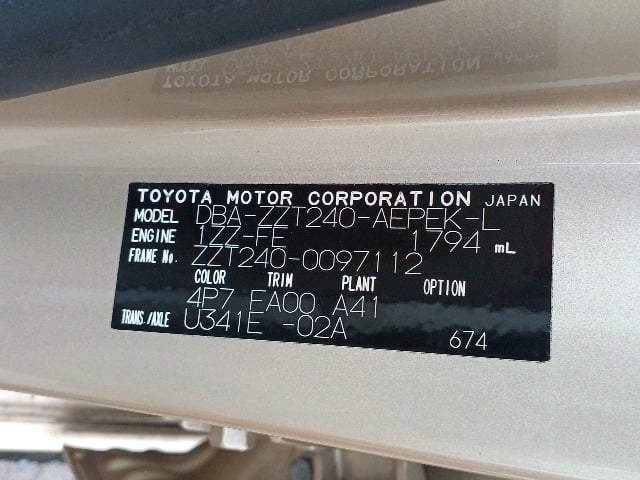 TOYOTA MOTOR CORPORATION JAPAN
MODEL DBA-ZZT240-AEPEK-L
ENGINE 1ZZ-FE 1794 mL
FRAME No. ZZT240-0097112
COLOR TRIM PLANT OPTION
4P7 FA00 A41
TRANS./AXLE U341E -02A
674